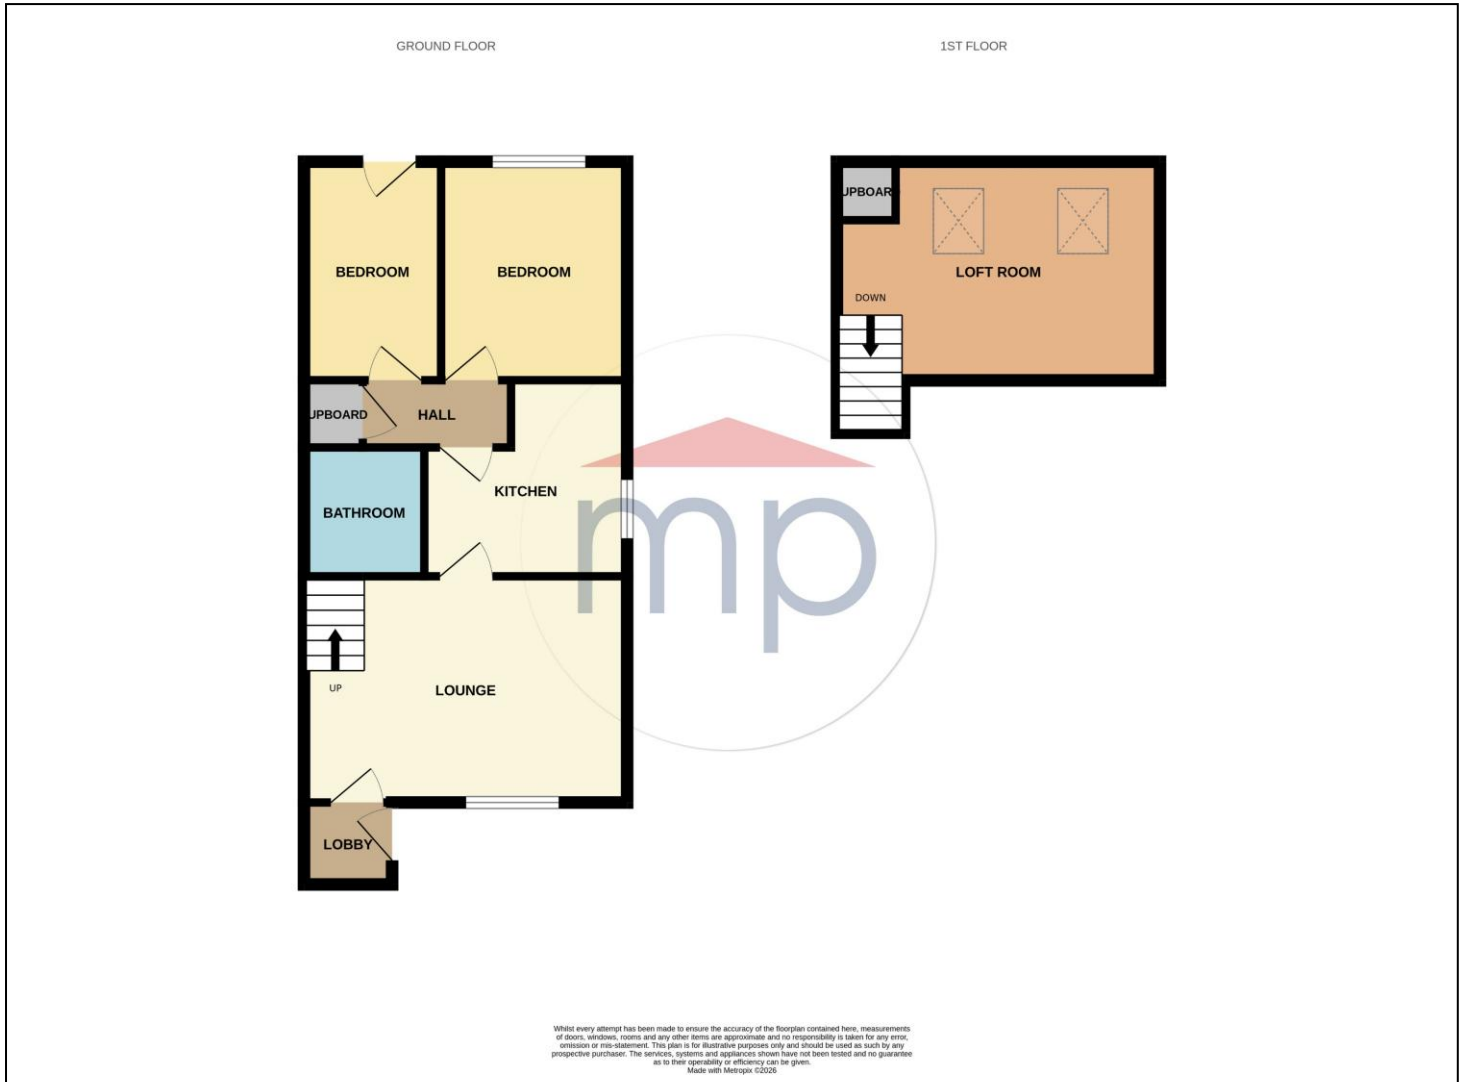 GROUND FLOOR
1ST FLOOR
UPBOAR
BEDROOM
BEDROOM
LOFT ROOM
DOWN
UPBOARD
HALL
KITCHEN
BATHROOM
mp
UP
LOUNGE
LOBBY
Whilst every attempt has been made to ensure the accuracy of the floorplan contained here, measurements
of doors, windows, rooms and any other items are approximate and no responsibility is taken for any error,
omission or mis-statement. This plan is for illustrative purposes only and should be used as such by any
prospective purchaser. The services, systems and appliances shown have not been tested and no guarantee
as to their operability or efficiency can be given.
Made with Metropix ©2026